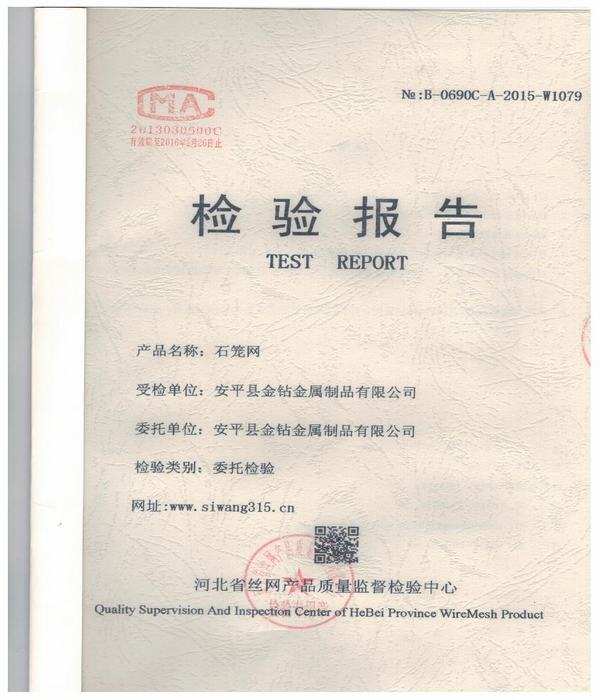 №:B-0690C-A-2015-W1079
CMA
2013030590C
有效期至2016年2月26日止
检验报告
TEST REPORT
产品名称：石笼网
受检单位：安平县金钻金属制品有限公司
委托单位：安平县金钻金属制品有限公司
检验类别：委托检验
网址:www.siwang315.cn
河北省丝网产品质量监督检验中心
Quality Supervision And Inspection Center of HeBei Province WireMesh Product